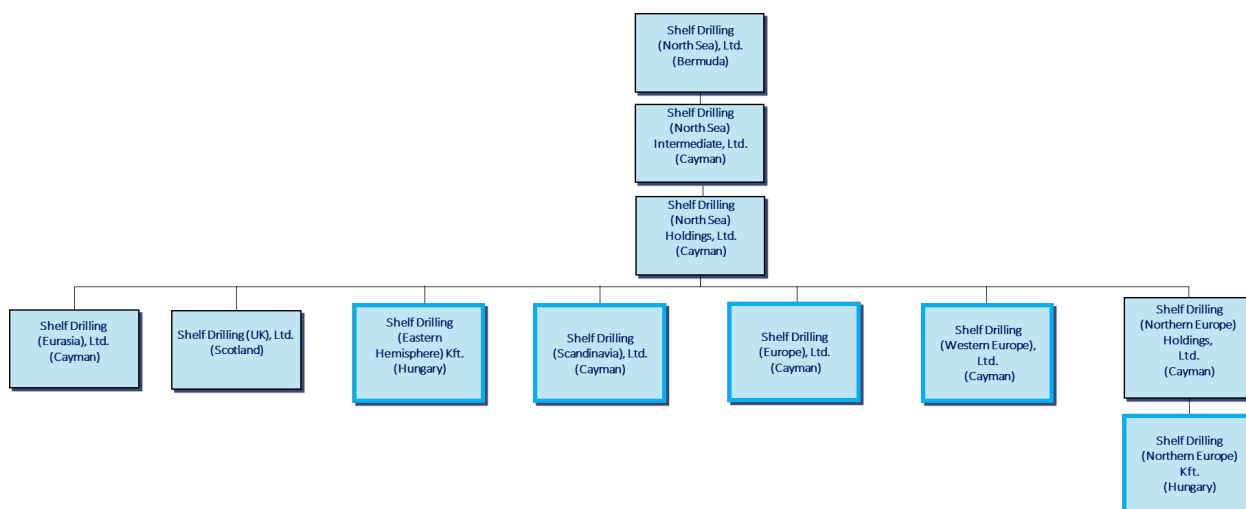 Shelf Drilling
(North Sea), Ltd.
(Bermuda)
Shelf Drilling
(North Sea)
Intermediate, Ltd.
(Cayman)
Shelf Drilling
(North Sea)
Holdings, Ltd.
(Cayman)
Shelf Drilling
(Eurasia), Ltd.
(Cayman)
Shelf Drilling (UK), Ltd.
(Scotland)
Shelf Drilling
(Eastern
Hemisphere) Kft.
(Hungary)
Shelf Drilling
(Scandinavia), Ltd.
(Cayman)
Shelf Drilling
(Europe), Ltd.
(Cayman)
Shelf Drilling
(Western Europe),
Ltd.
(Cayman)
Shelf Drilling
(Northern Europe)
Holdings,
Ltd.
(Cayman)
Shelf Drilling
(Northern Europe)
Kft.
(Hungary)